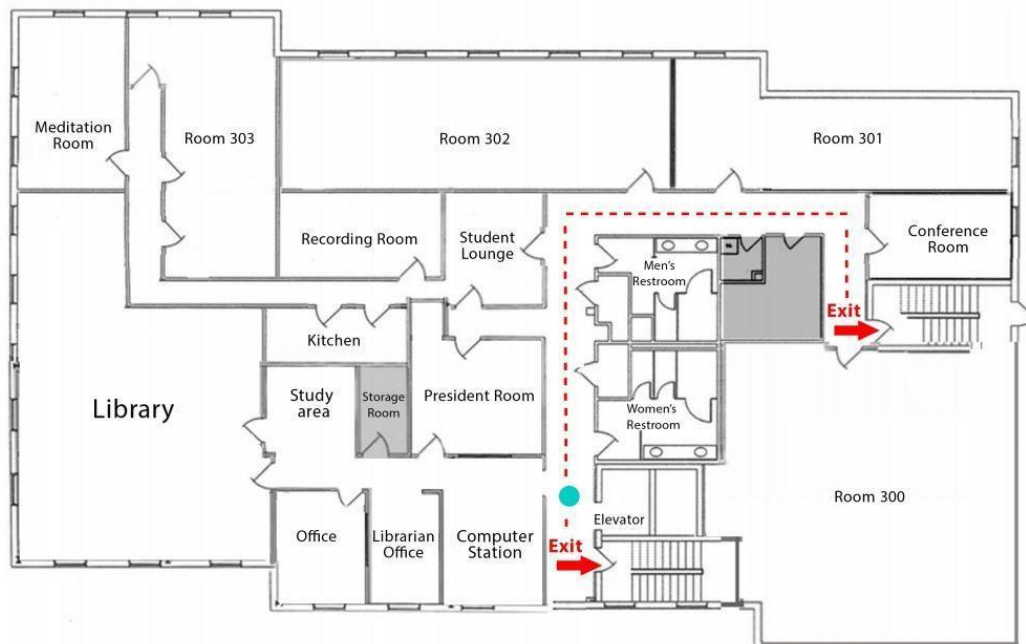 Meditation
Room
Room 303
Room 302
Room 301
Recording Room
Student
Lounge
Men's
Restroom
Conference
Room
Exit
Kitchen
Library
Study
area
Storage
Room
President Room
Women's
Restroom
Room 300
Office
Librarian
Office
Computer
Station
Elevator
Exit